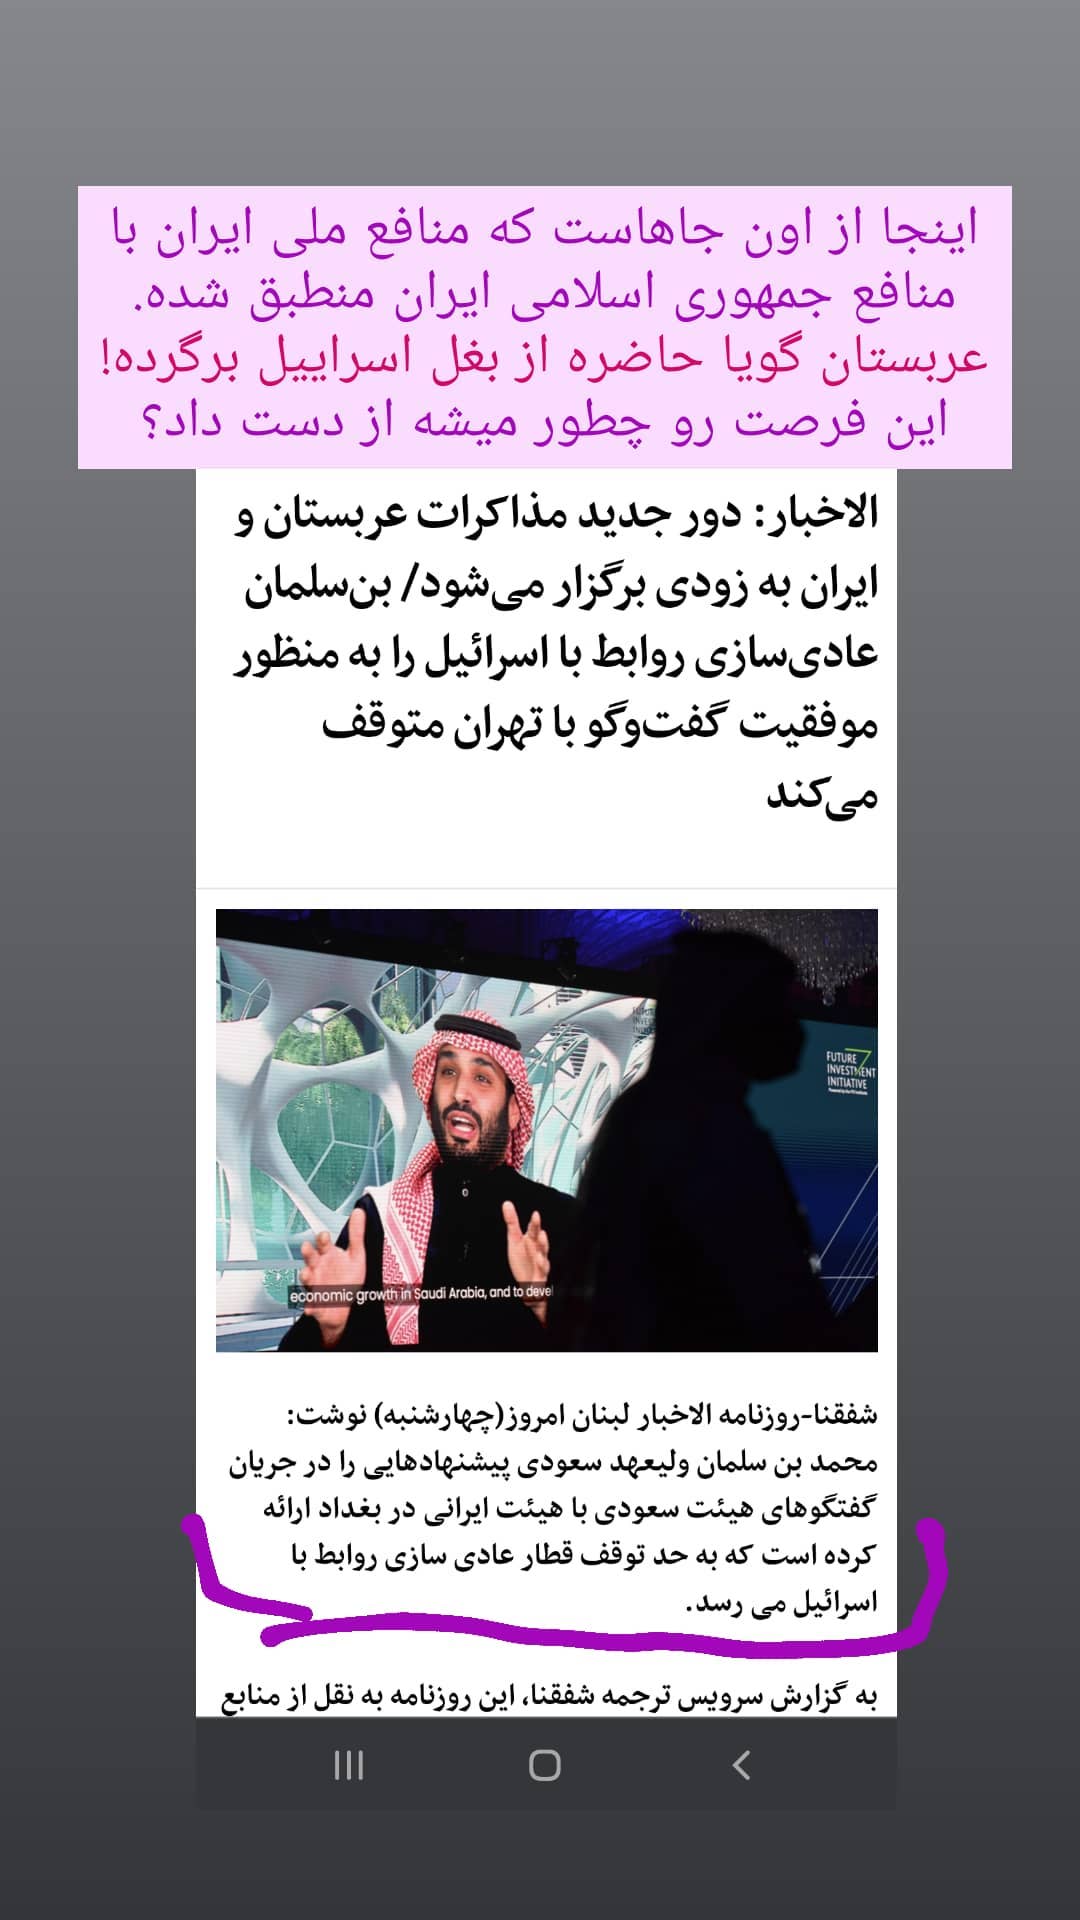 اینجا از اون جاهاست که منافع ملی ایران با
منافع جمهوری اسلامی ایران منطبق شده.
عربستان گویا حاضره از بغل اسراییل برگرده!
این فرصت رو چطور میشه از دست داد؟
الاخبار: دور جدید مذاکرات عربستان و
ایران به زودی برگزار می‌شود/ بن‌سلمان
عادی‌سازی روابط با اسرائیل را به منظور
موفقیت گفت‌وگو با تهران متوقف
می‌کند
FUTURE
INVESTMENT
INITIATIVE
economic growth in Saudi Arabia, and to deve
شفقنا-روزنامه الاخبار لبنان امروز(چهارشنبه) نوشت:
محمد بن سلمان ولیعهد سعودی پیشنهادهایی را در جریان
گفتگوهای هیئت سعودی با هیئت ایرانی در بغداد ارائه
کرده است که به حد توقف قطار عادی سازی روابط با
اسرائیل می رسد.
به گزارش سرویس ترجمه شفقنا، این روزنامه به نقل از منابع